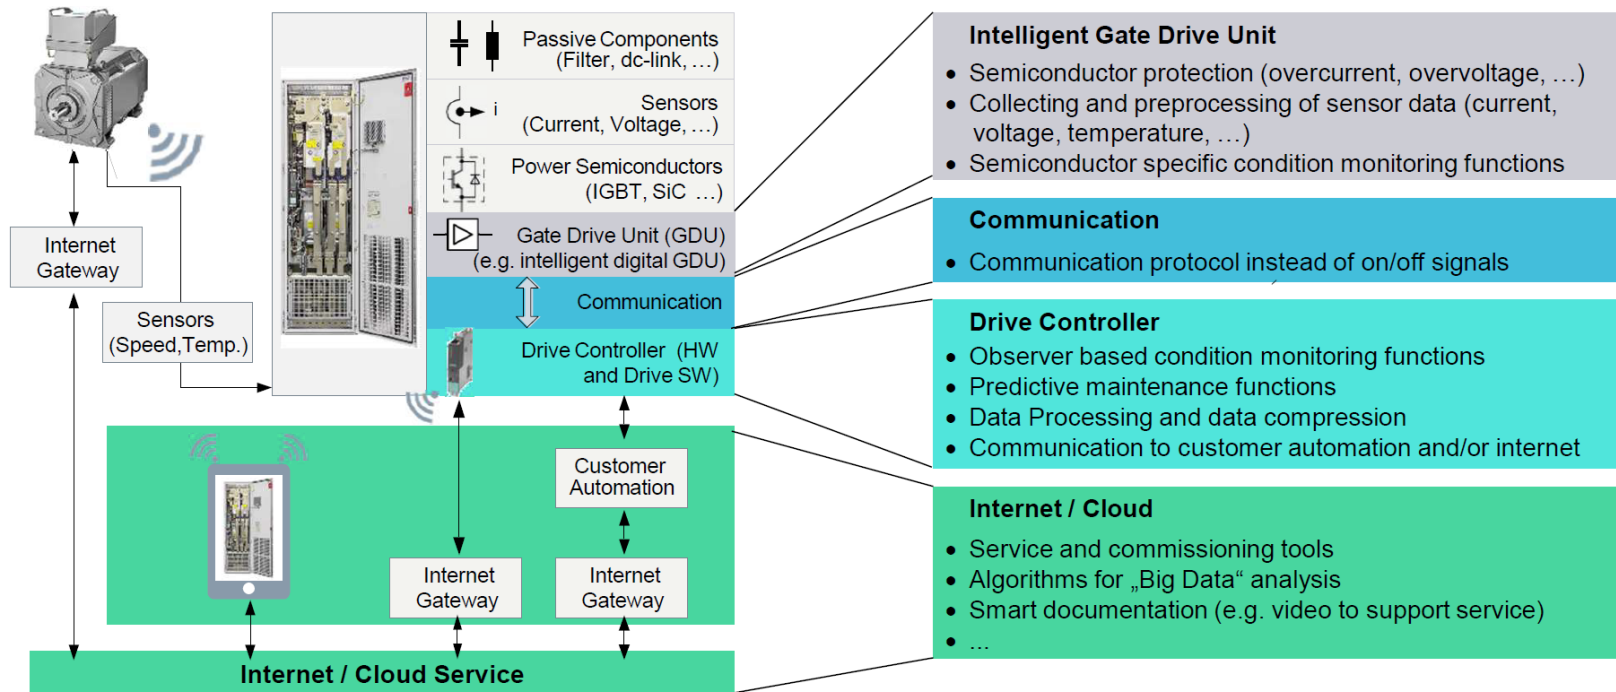 Passive Components
(Filter, dc-link, …)
i
Sensors
(Current, Voltage, …)
Power Semiconductors
(IGBT, SiC …)
Gate Drive Unit (GDU)
(e.g. intelligent digital GDU)
Communication
Drive Controller (HW
and Drive SW)
Internet
Gateway
Sensors
(Speed,Temp.)
Customer
Automation
Internet
Gateway
Internet
Gateway
Internet / Cloud Service
Intelligent Gate Drive Unit
• Semiconductor protection (overcurrent, overvoltage, …)
• Collecting and preprocessing of sensor data (current,
voltage, temperature, …)
• Semiconductor specific condition monitoring functions
Communication
• Communication protocol instead of on/off signals
Drive Controller
• Observer based condition monitoring functions
• Predictive maintenance functions
• Data Processing and data compression
• Communication to customer automation and/or internet
Internet / Cloud
• Service and commissioning tools
• Algorithms for „Big Data“ analysis
• Smart documentation (e.g. video to support service)
• ...